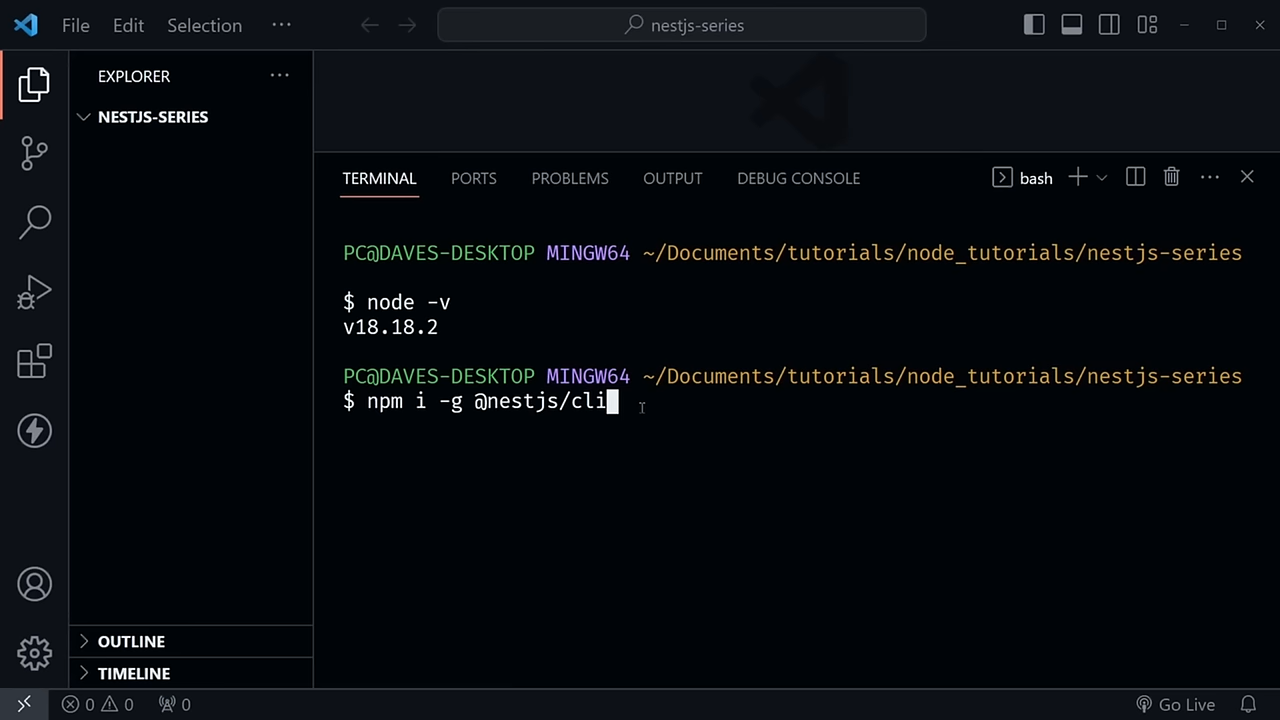 File Edit Selection ···
nestjs-series
EXPLORER ···
NESTJS-SERIES
TERMINAL PORTS PROBLEMS OUTPUT DEBUG CONSOLE
bash
PC@DAVES-DESKTOP MINGW64 ~/Documents/tutorials/node_tutorials/nestjs-series
$ node -v
v18.18.2
PC@DAVES-DESKTOP MINGW64 ~/Documents/tutorials/node_tutorials/nestjs-series
$ npm i -g @nestjs/cli
OUTLINE
TIMELINE
0 0 0 Go Live